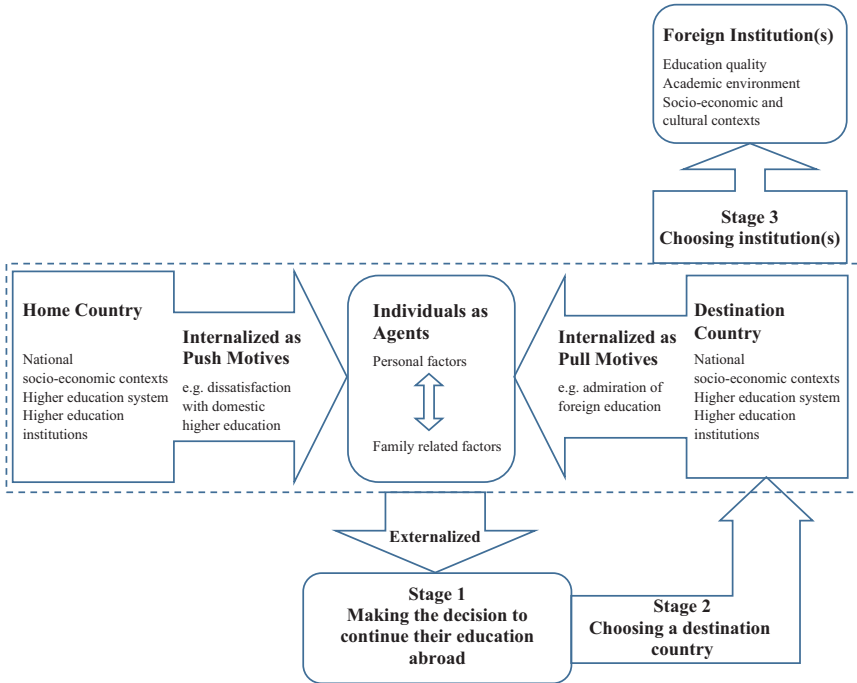 Foreign Institution(s)
Education quality
Academic environment
Socio-economic and
cultural contexts
Stage 3
Choosing institution(s)
Home Country
National
socio-economic contexts
Higher education system
Higher education
institutions
Internalized as
Push Motives
e.g. dissatisfaction
with domestic
higher education
Individuals as
Agents
Personal factors
Family related factors
Internalized as
Pull Motives
e.g. admiration of
foreign education
Destination
Country
National
socio-economic contexts
Higher education system
Higher education
institutions
Externalized
Stage 1
Making the decision to
continue their education
abroad
Stage 2
Choosing a destination
country